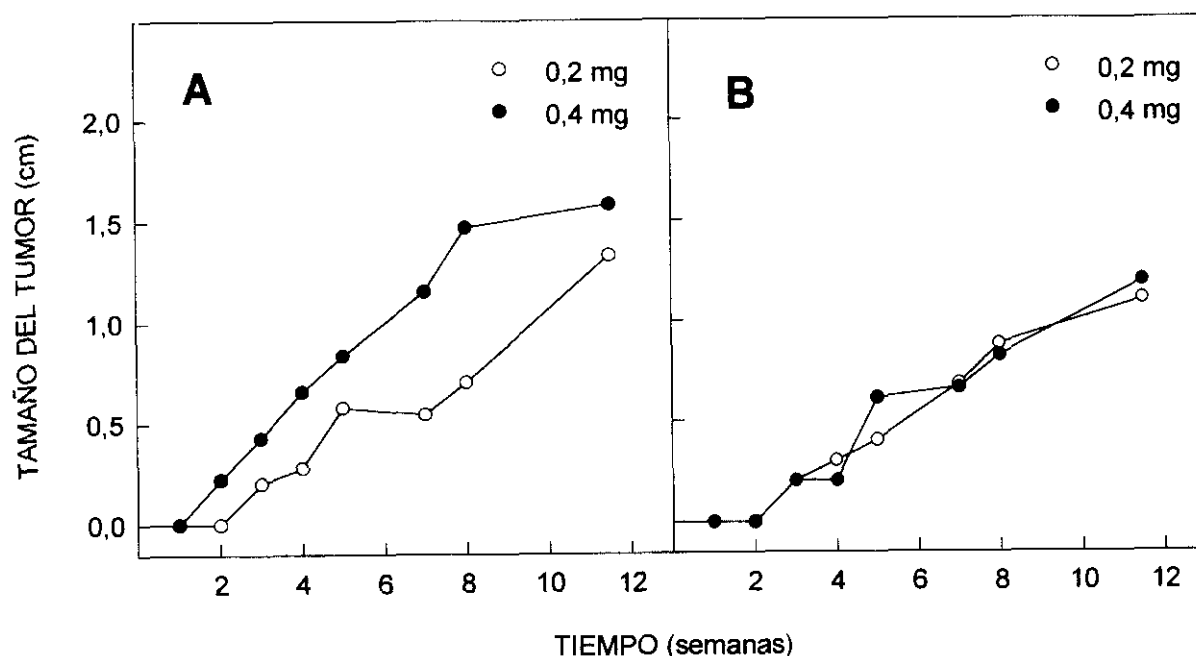 A
○ 0,2 mg
● 0,4 mg
B
○ 0,2 mg
● 0,4 mg
TAMAÑO DEL TUMOR (cm)
2,0
1,5
1,0
0,5
0,0
2 4 6 8 10 12
2 4 6 8 10 12
TIEMPO (semanas)